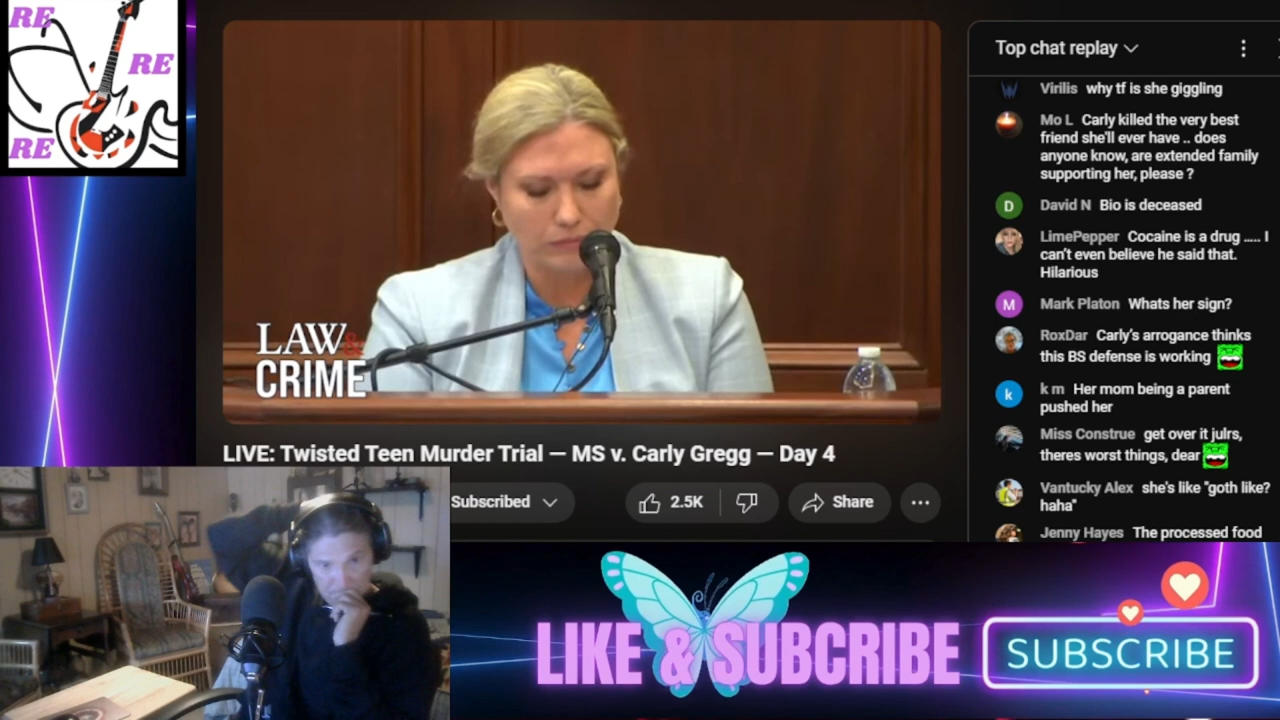 RE
RE
RE
LAW&
CRIME
LIVE: Twisted Teen Murder Trial — MS v. Carly Gregg — Day 4
Subscribed
2.5K
Share
Top chat replay
Virilis why tf is she giggling
Mo L Carly killed the very best
friend she'll ever have .. does
anyone know, are extended family
supporting her, please ?
D
David N Bio is deceased
LimePepper Cocaine is a drug ..... I
can't even believe he said that.
Hilarious
M
Mark Platon Whats her sign?
RoxDar Carly's arrogance thinks
this BS defense is working
k
k m Her mom being a parent
pushed her
Miss Construe get over it julrs,
theres worst things, dear
Vantucky Alex she's like "goth like?
haha"
Jenny Hayes The processed food
LIKE & SUBCRIBE
SUBSCRIBE